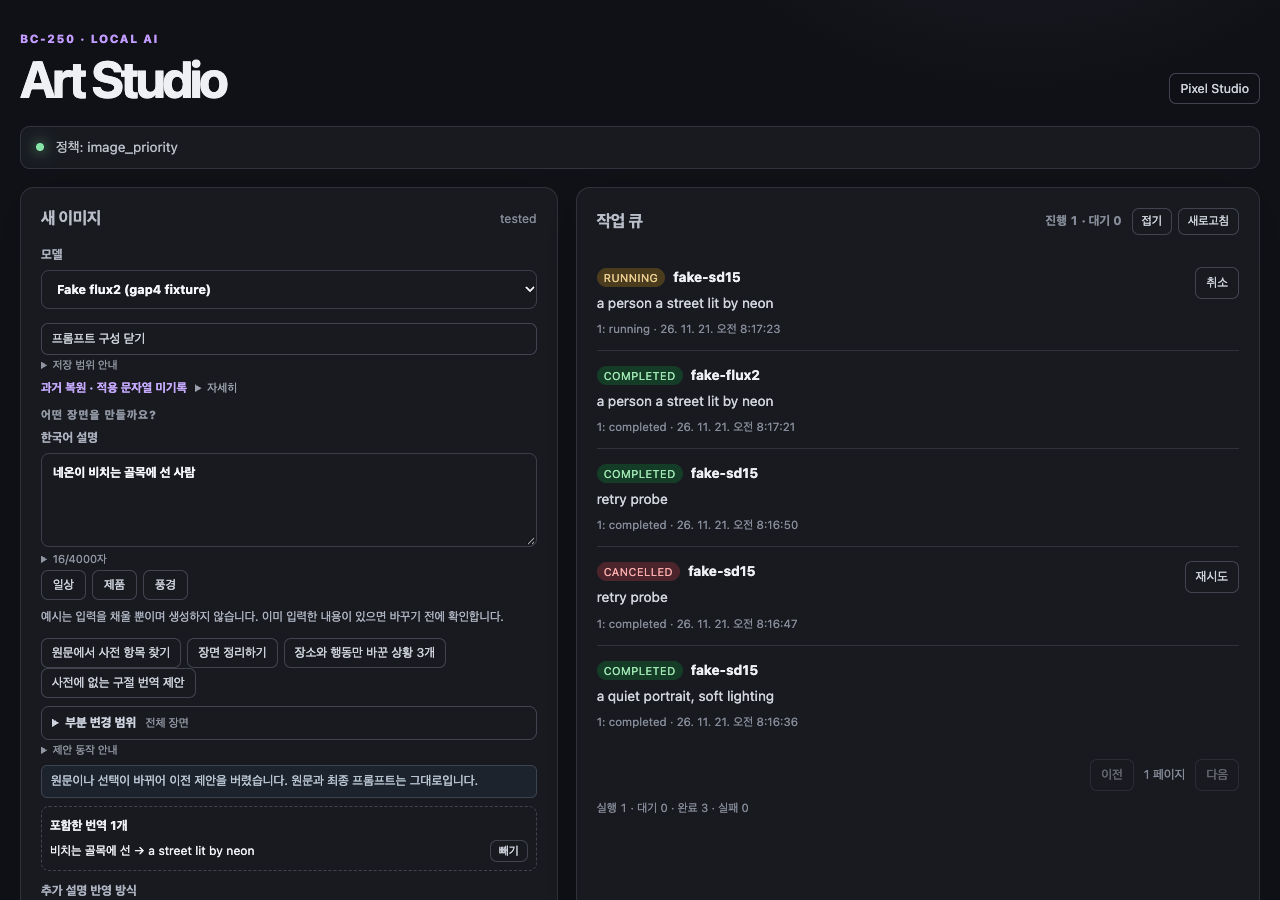 BC-250 · LOCAL AI
Art Studio
Pixel Studio
정책: image_priority
새 이미지
tested
모델
Fake flux2 (gap4 fixture)
프롬프트 구성 닫기
▶ 저장 범위 안내
과거 복원 · 적용 문자열 미기록 ▶ 자세히
어떤 장면을 만들까요?
한국어 설명
네온이 비치는 골목에 선 사람
▶ 16/4000자
일상 제품 풍경
예시는 입력을 채울 뿐이며 생성하지 않습니다. 이미 입력한 내용이 있으면 바꾸기 전에 확인합니다.
원문에서 사전 항목 찾기 장면 정리하기 장소와 행동만 바꾼 상황 3개
사전에 없는 구절 번역 제안
▶ 부분 변경 범위 전체 장면
▶ 제안 동작 안내
원문이나 선택이 바뀌어 이전 제안을 버렸습니다. 원문과 최종 프롬프트는 그대로입니다.
포함한 번역 1개
비치는 골목에 선 → a street lit by neon 빼기
추가 설명 반영 방식
작업 큐
진행 1 · 대기 0 접기 새로고침
RUNNING fake-sd15 취소
a person a street lit by neon
1: running · 26. 11. 21. 오전 8:17:23
COMPLETED fake-flux2
a person a street lit by neon
1: completed · 26. 11. 21. 오전 8:17:21
COMPLETED fake-sd15
retry probe
1: completed · 26. 11. 21. 오전 8:16:50
CANCELLED fake-sd15 재시도
retry probe
1: completed · 26. 11. 21. 오전 8:16:47
COMPLETED fake-sd15
a quiet portrait, soft lighting
1: completed · 26. 11. 21. 오전 8:16:36
이전 1 페이지 다음
실행 1 · 대기 0 · 완료 3 · 실패 0